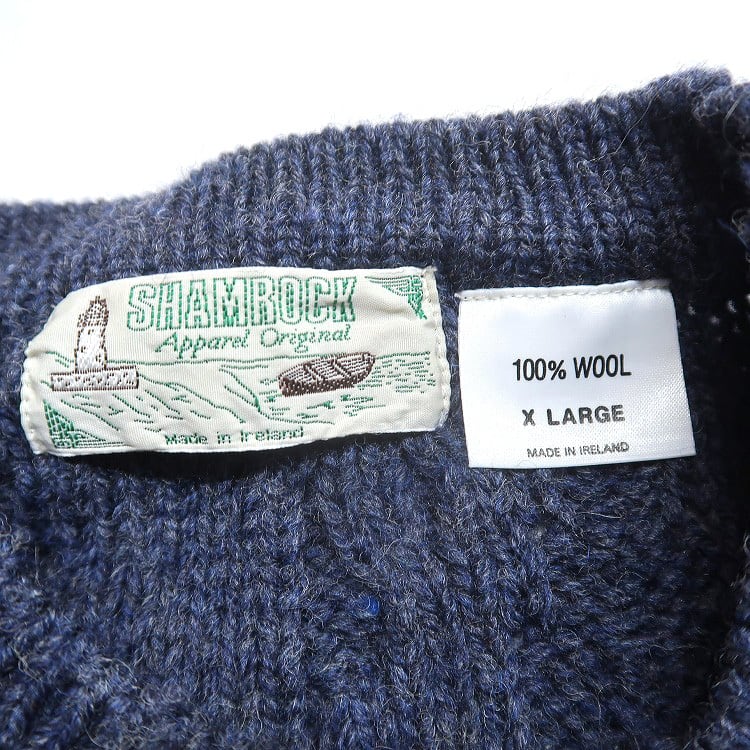 SHAMROCK
Apparel Original
Made in Ireland
100% WOOL
X LARGE
MADE IN IRELAND